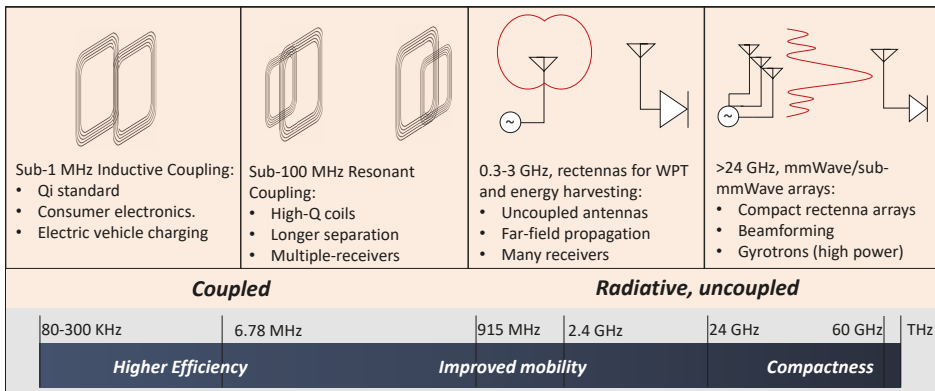 ~
~
Sub-1 MHz Inductive Coupling:
• Qi standard
• Consumer electronics.
• Electric vehicle charging
Sub-100 MHz Resonant
Coupling:
• High-Q coils
• Longer separation
• Multiple-receivers
0.3-3 GHz, rectennas for WPT
and energy harvesting:
• Uncoupled antennas
• Far-field propagation
• Many receivers
>24 GHz, mmWave/sub-
mmWave arrays:
• Compact rectenna arrays
• Beamforming
• Gyrotrons (high power)
Coupled
Radiative, uncoupled
80-300 KHz
6.78 MHz
915 MHz
2.4 GHz
24 GHz
60 GHz
THz
Higher Efficiency
Improved mobility
Compactness